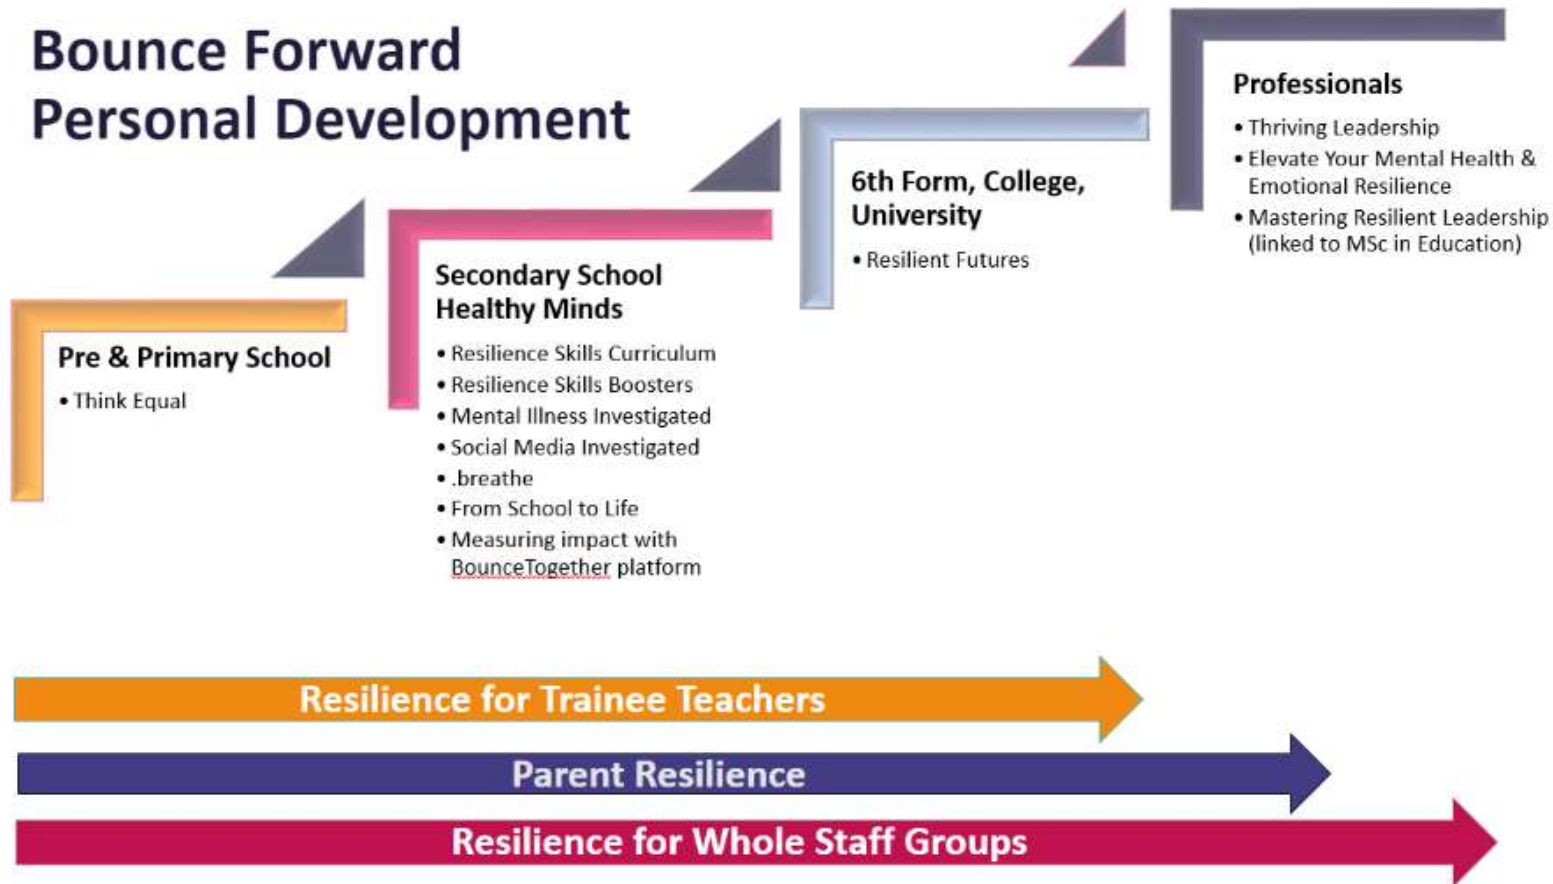 Bounce Forward
Personal Development
Pre & Primary School
• Think Equal
Secondary School
Healthy Minds
• Resilience Skills Curriculum
• Resilience Skills Boosters
• Mental Illness Investigated
• Social Media Investigated
• .breathe
• From School to Life
• Measuring impact with
BounceTogether platform
6th Form, College,
University
• Resilient Futures
Professionals
• Thriving Leadership
• Elevate Your Mental Health &
Emotional Resilience
• Mastering Resilient Leadership
(linked to MSc in Education)
Resilience for Trainee Teachers
Parent Resilience
Resilience for Whole Staff Groups